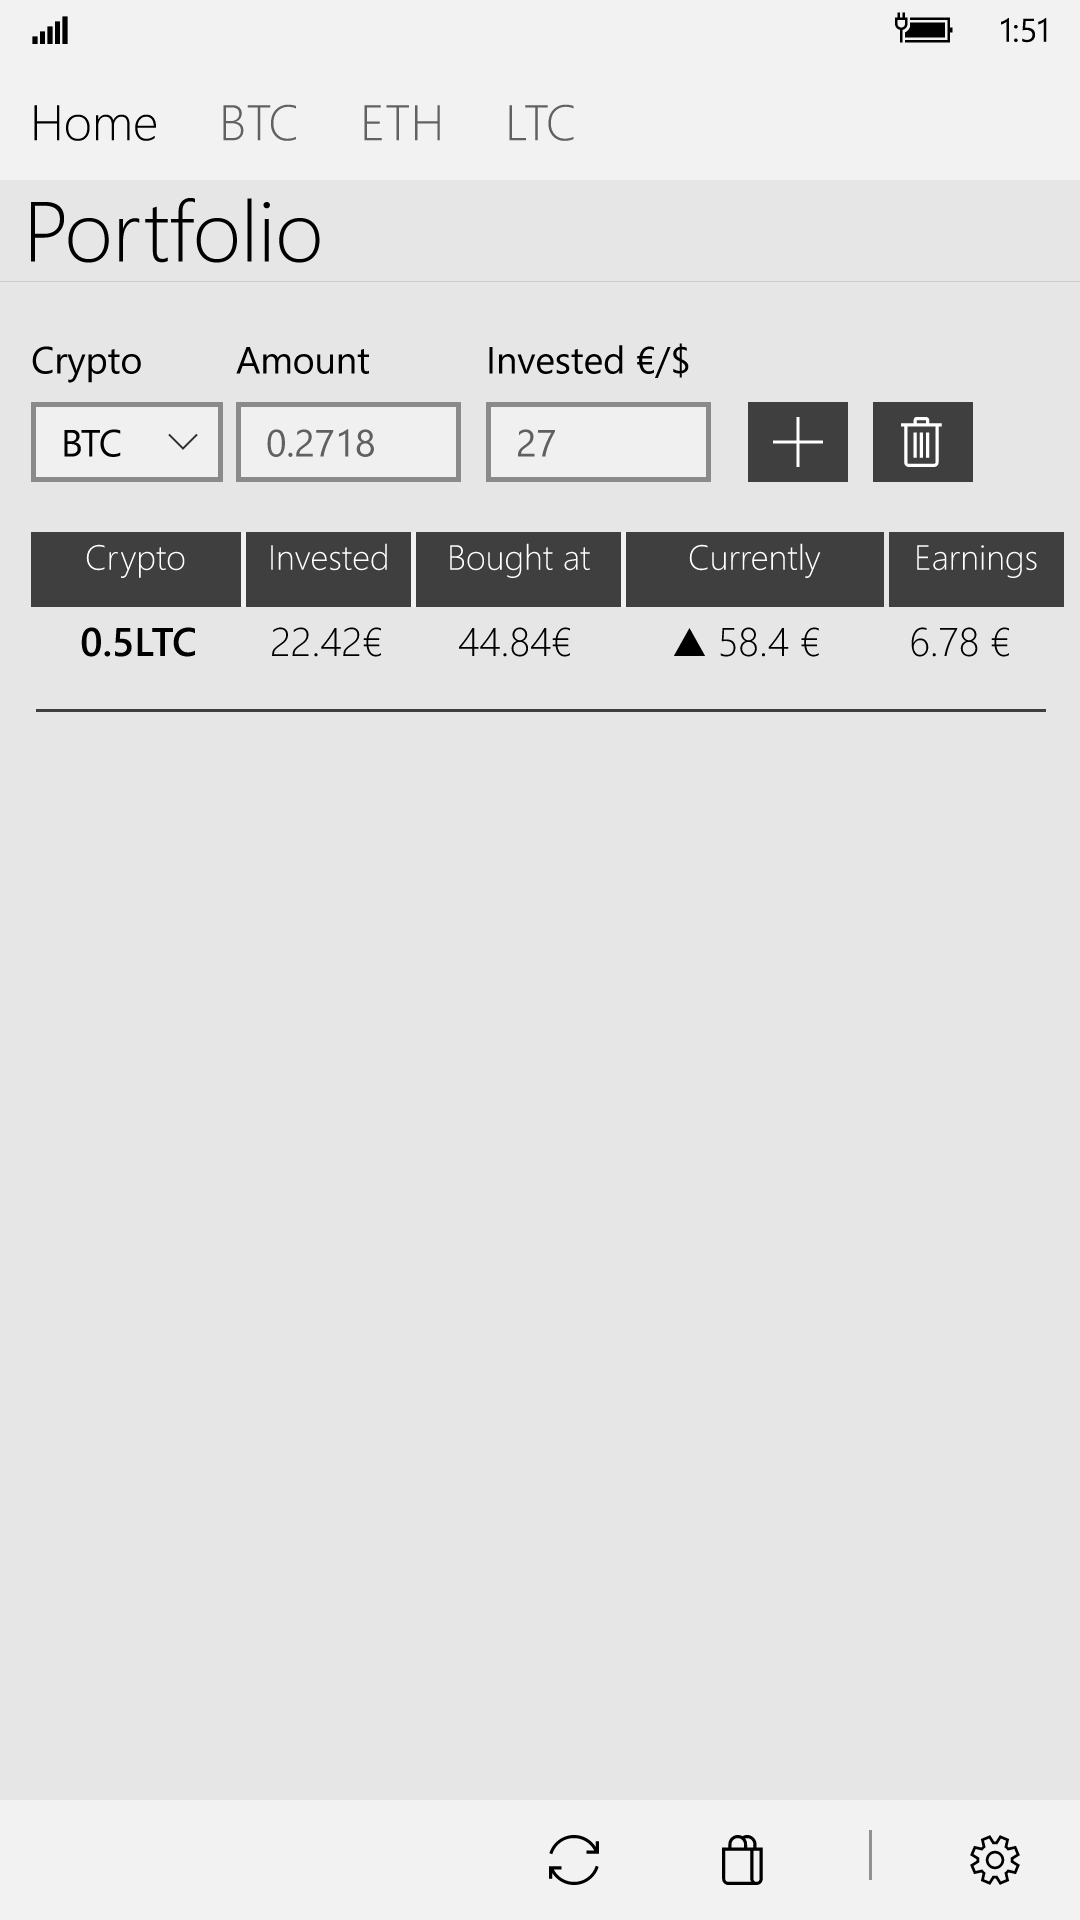 1:51
Home BTC ETH LTC
Portfolio
Crypto Amount Invested €/$
BTC 0.2718 27
Crypto Invested Bought at Currently Earnings
0.5LTC 22.42€ 44.84€ ▲ 58.4 € 6.78 €